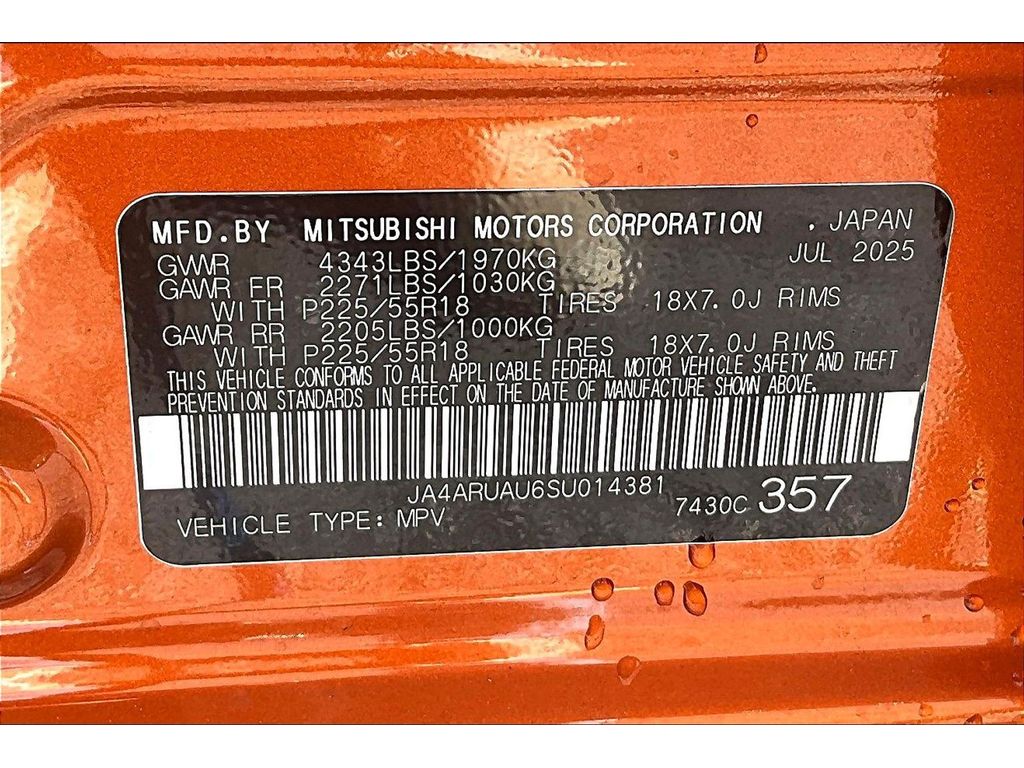 MFD.BY MITSUBISHI MOTORS CORPORATION . JAPAN
GVWR 4343LBS/1970KG JUL 2025
GAWR FR 2271LBS/1030KG
WITH P225/55R18 TIRES 18X7.0J RIMS
GAWR RR 2205LBS/1000KG
WITH P225/55R18 TIRES 18X7.0J RIMS
THIS VEHICLE CONFORMS TO ALL APPLICABLE FEDERAL MOTOR VEHICLE SAFETY AND THEFT
PREVENTION STANDARDS IN EFFECT ON THE DATE OF MANUFACTURE SHOWN ABOVE.
JA4ARUAU6SU014381
VEHICLE TYPE: MPV 7430C 357